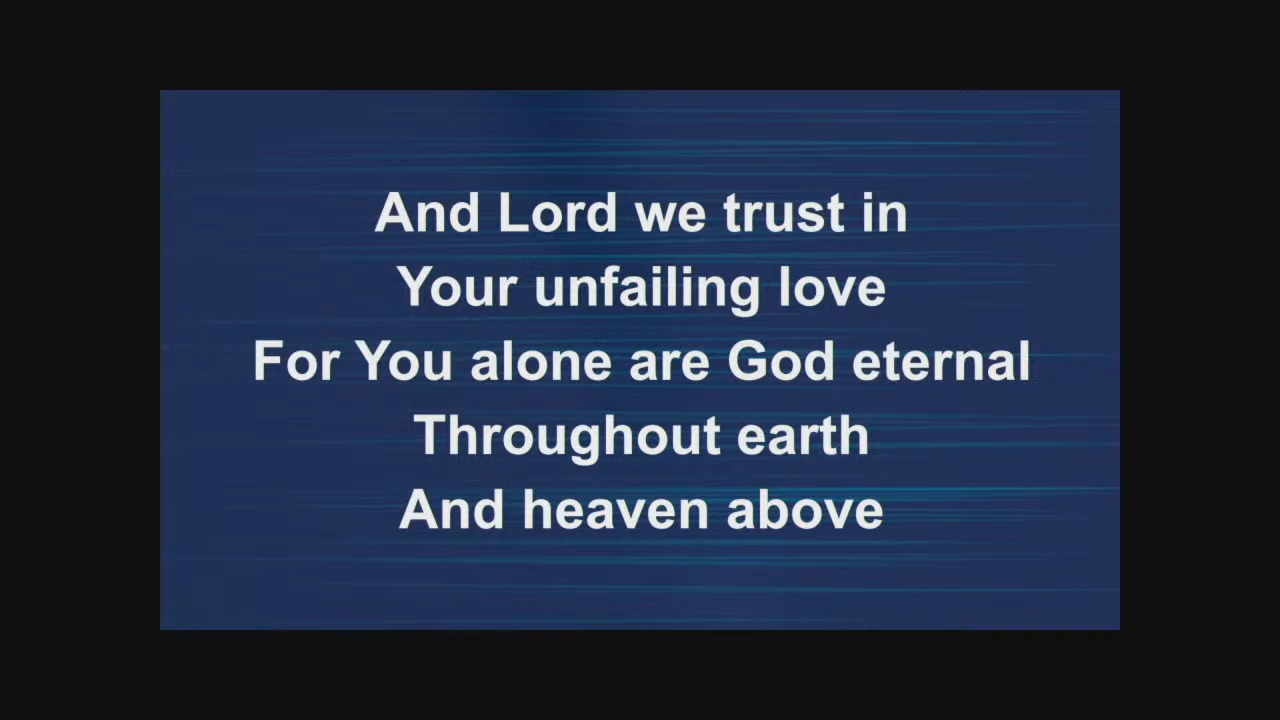 And Lord we trust in
Your unfailing love
For You alone are God eternal
Throughout earth
And heaven above